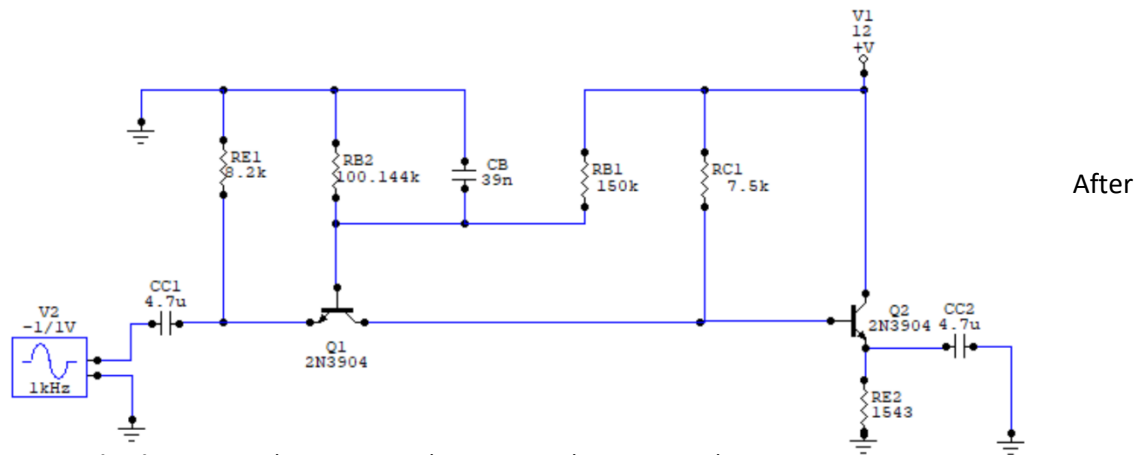 V1
12
+V
RE1
8.2k
RB2
100.144k
CB
39n
RB1
150k
RC1
7.5k
After
CC1
4.7u
V2
-1/1V
1kHz
Q1
2N3904
Q2
2N3904
CC2
4.7u
RE2
1543